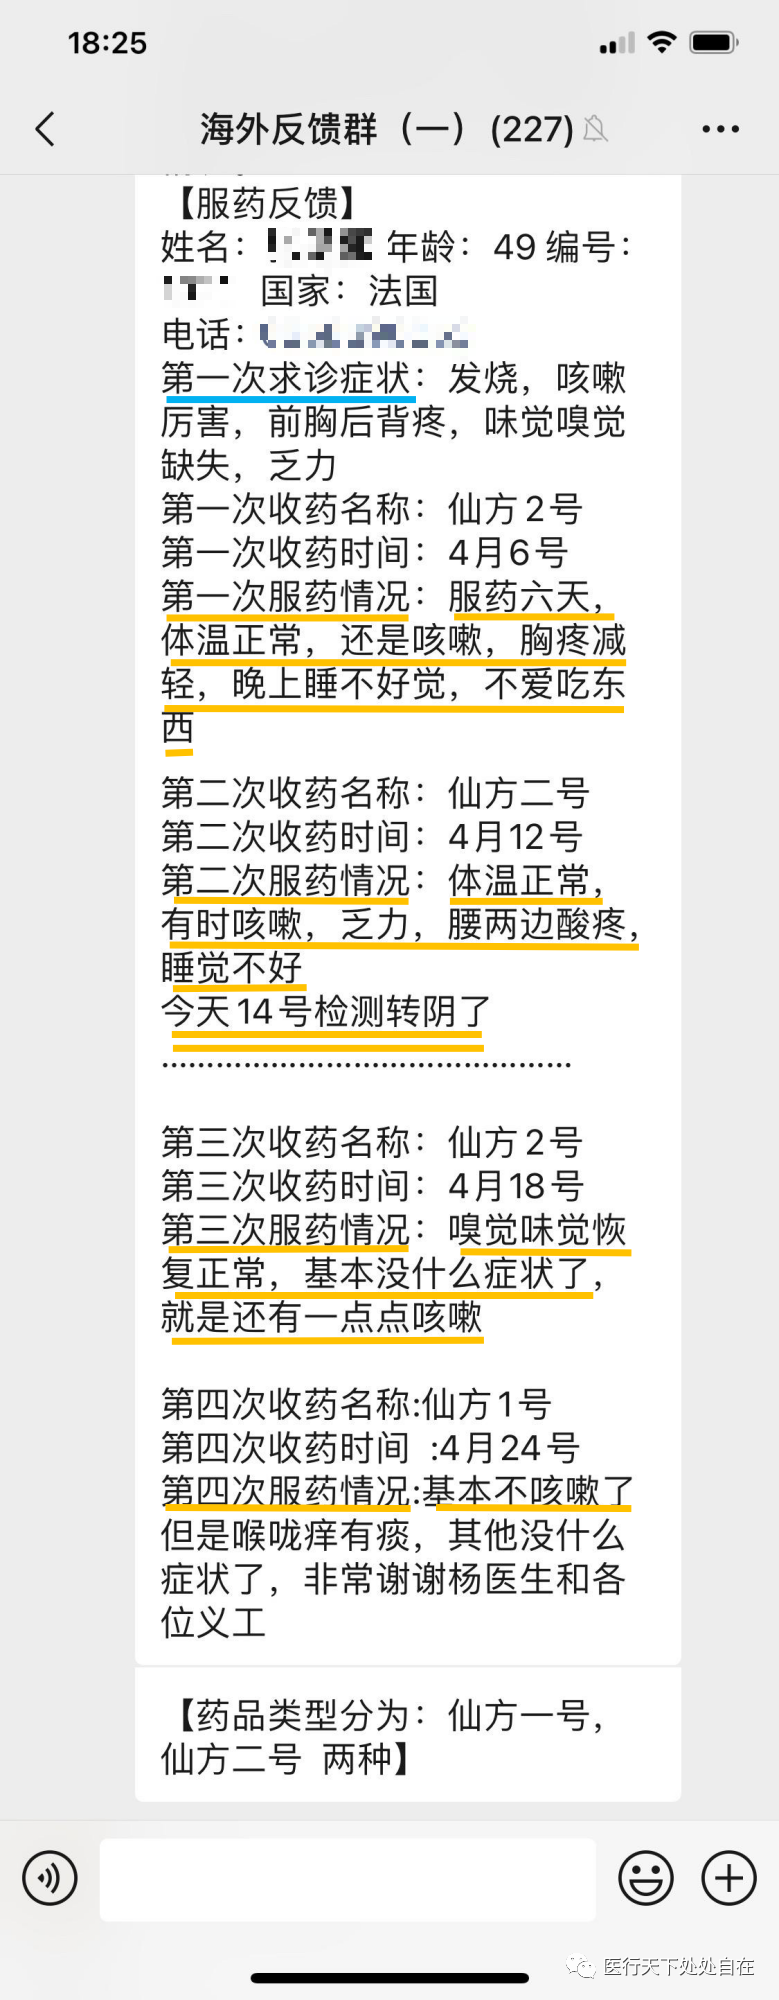 18:25
海外反馈群（一）(227)
【服药反馈】
姓名： 年龄：49 编号：
国家：法国
电话：
第一次求诊症状：发烧，咳嗽
厉害，前胸后背疼，味觉嗅觉
缺失，乏力
第一次收药名称：仙方2号
第一次收药时间：4月6号
第一次服药情况：服药六天，
体温正常，还是咳嗽，胸疼减
轻，晚上睡不好觉，不爱吃东
西
第二次收药名称：仙方二号
第二次收药时间：4月12号
第二次服药情况：体温正常，
有时咳嗽，乏力，腰两边酸疼，
睡觉不好
今天14号检测转阴了
............................................
第三次收药名称：仙方2号
第三次收药时间：4月18号
第三次服药情况：嗅觉味觉恢
复正常，基本没什么症状了，
就是还有一点点咳嗽
第四次收药名称:仙方1号
第四次收药时间 :4月24号
第四次服药情况:基本不咳嗽了
但是喉咙痒有痰，其他没什么
症状了，非常谢谢杨医生和各
位义工
【药品类型分为：仙方一号，
仙方二号 两种】
医行天下处处自在